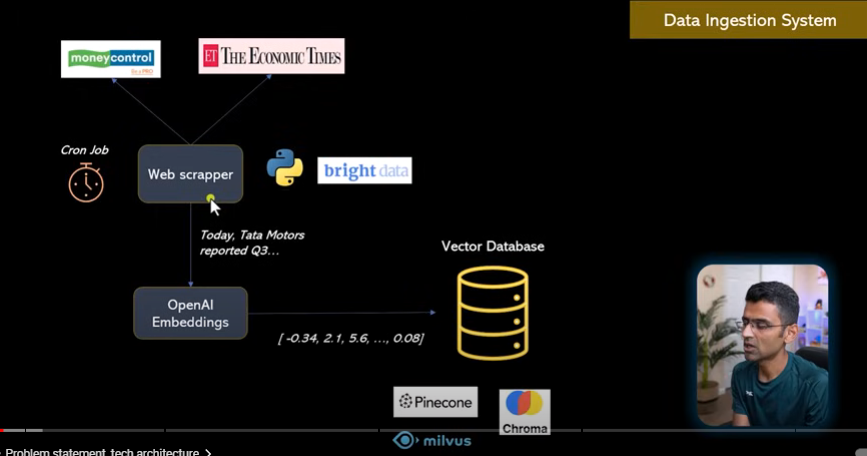 Data Ingestion System
moneycontrol
ET THE ECONOMIC TIMES
Cron Job
Web scrapper
bright data
Today, Tata Motors
reported Q3...
Vector Database
OpenAI
Embeddings
[ -0.34, 2.1, 5.6, ..., 0.08]
Pinecone
Chroma
milvus
Problem statement, tech architecture >